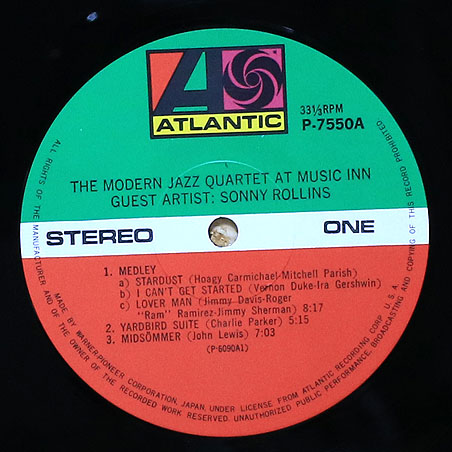 ATLANTIC
33⅓RPM
P-7550A
THE MODERN JAZZ QUARTET AT MUSIC INN
GUEST ARTIST: SONNY ROLLINS
STEREO
ONE
1. MEDLEY
a) STARDUST (Hoagy Carmichael-Mitchell Parish)
b) I CAN'T GET STARTED (Vernon Duke-Ira Gershwin)
c) LOVER MAN (Jimmy Davis-Roger
"Ram" Ramirez-Jimmy Sherman) 8:17
2. YARDBIRD SUITE (Charlie Parker) 5:15
3. MIDSÖMMER (John Lewis) 7:03
(P-6090A1)
ALL RIGHTS OF THE MANUFACTURER AND OF THE OWNER OF THE RECORDED WORK RESERVED. UNAUTHORIZED PUBLIC PERFORMANCE, BROADCASTING AND COPYING OF THIS RECORD PROHIBITED
MADE BY WARNER-PIONEER CORPORATION, JAPAN, UNDER LICENSE FROM ATLANTIC RECORDING CORP. U.S.A.